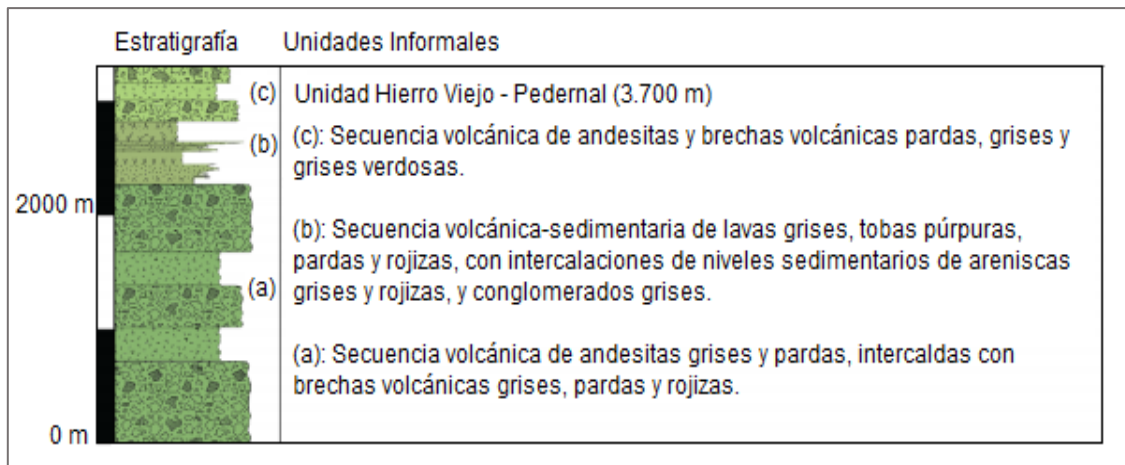 Estratigrafía Unidades Informales
(c) Unidad Hierro Viejo - Pedernal (3.700 m)
(c): Secuencia volcánica de andesitas y brechas volcánicas pardas, grises y
(b) grises verdosas.
2000 m
(b): Secuencia volcánica-sedimentaria de lavas grises, tobas púrpuras,
pardas y rojizas, con intercalaciones de niveles sedimentarios de areniscas
(a) grises y rojizas, y conglomerados grises.
(a): Secuencia volcánica de andesitas grises y pardas, intercaldas con
brechas volcánicas grises, pardas y rojizas.
0 m